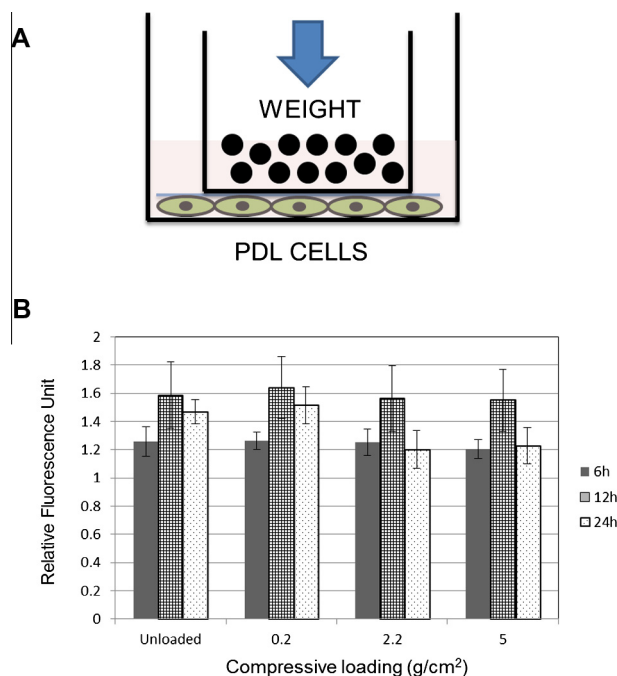 A
WEIGHT
PDL CELLS
B
2
1.8
1.6
1.4
1.2
1
0.8
0.6
0.4
0.2
0
Relative Fluorescence Unit
6h
12h
24h
Unloaded 0.2 2.2 5
Compressive loading (g/cm²)